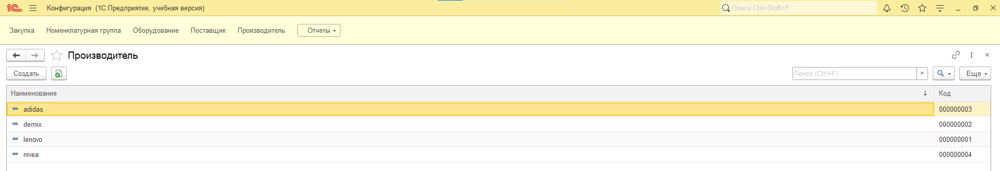 1С Конфигурация (1С:Предприятие, учебная версия) Поиск Ctrl+Shift+F
Закупка Номенклатурная группа Оборудование Поставщик Производитель Отчеты
Производитель
Создать Поиск (Ctrl+F) × Еще
Наименование ↓ Код
adidas 000000003
demix 000000002
lenovo 000000001
nivea 000000004